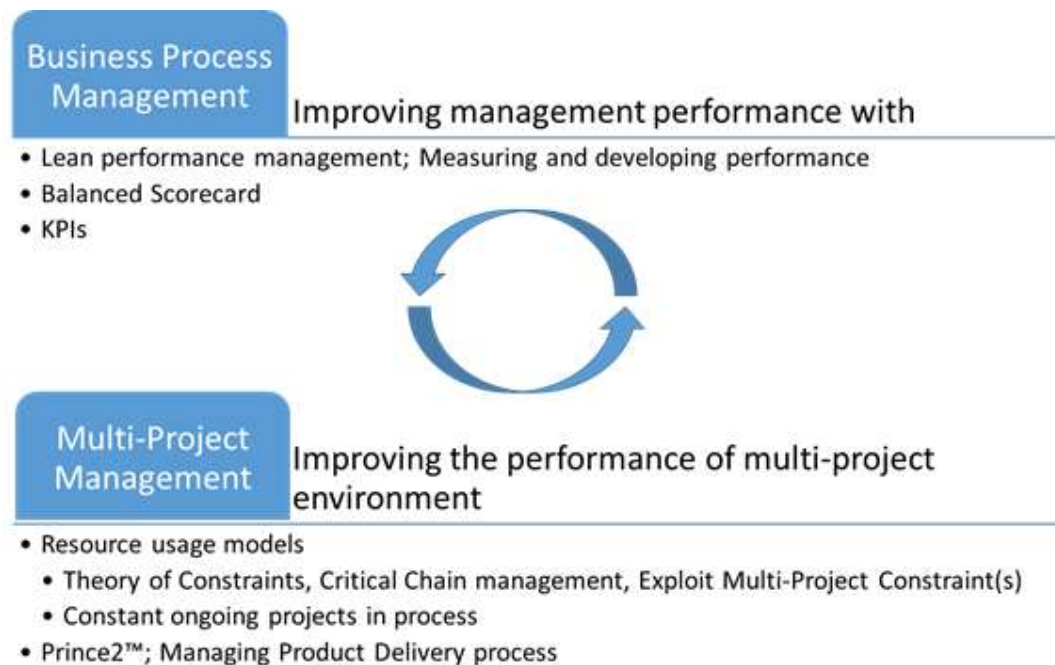 Business Process
Management
Improving management performance with
• Lean performance management; Measuring and developing performance
• Balanced Scorecard
• KPIs
Multi-Project
Management
Improving the performance of multi-project
environment
• Resource usage models
• Theory of Constraints, Critical Chain management, Exploit Multi-Project Constraint(s)
• Constant ongoing projects in process
• Prince2™; Managing Product Delivery process